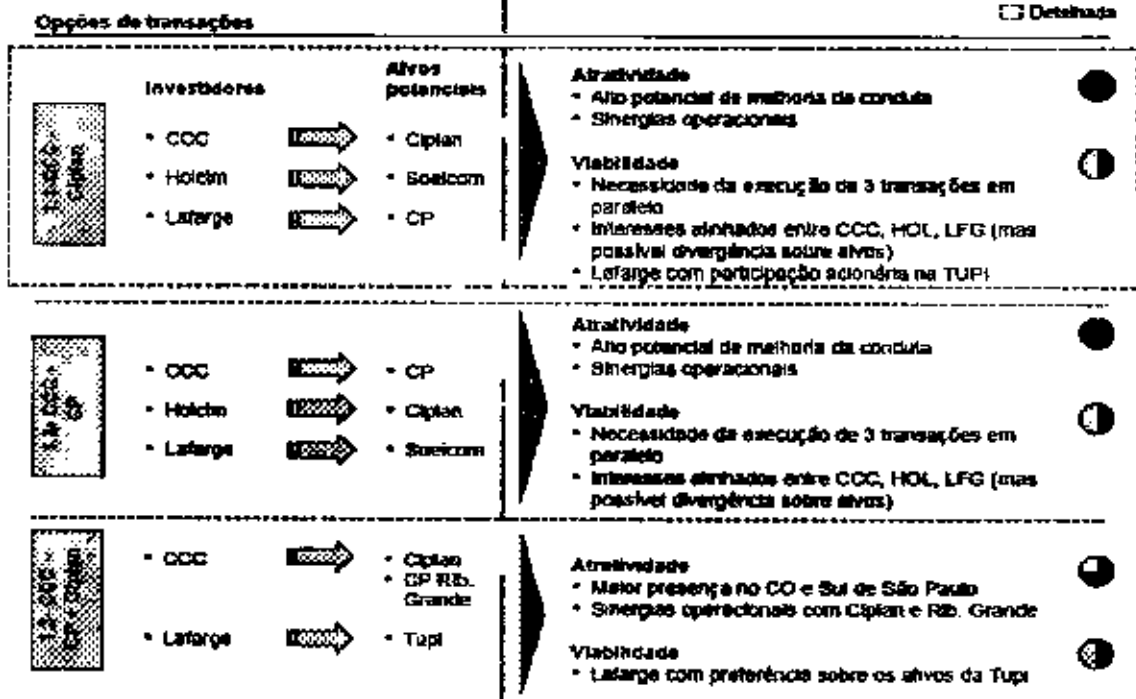 Opções de transações
Detalhada
Investidores
Alvos potenciais
CCC
Ciplan
Holcim
Soeicom
Lafarge
CP
Atratividade
• Alto potencial de melhoria da conduta
• Sinergias operacionais
Viabilidade
• Necessidade da execução de 3 transações em
paralelo
• Interesses alinhados entre CCC, HOL, LFG (mas
possível divergência sobre alvos)
• Lafarge com participação acionária na TUPI
• CCC
• CP
• Holcim
• Ciplan
• Lafarge
• Soeicom
Atratividade
• Alto potencial de melhoria da conduta
• Sinergias operacionais
Viabilidade
• Necessidade da execução de 3 transações em
paralelo
• Interesses alinhados entre CCC, HOL, LFG (mas
possível divergência sobre alvos)
• CCC
• Ciplan
• CP Rib.
Grande
• Lafarge
• Tupi
Atratividade
• Maior presença no CO e Sul de São Paulo
• Sinergias operacionais com Ciplan e Rib. Grande
Viabilidade
• Lafarge com preferência sobre os ativos da Tupi